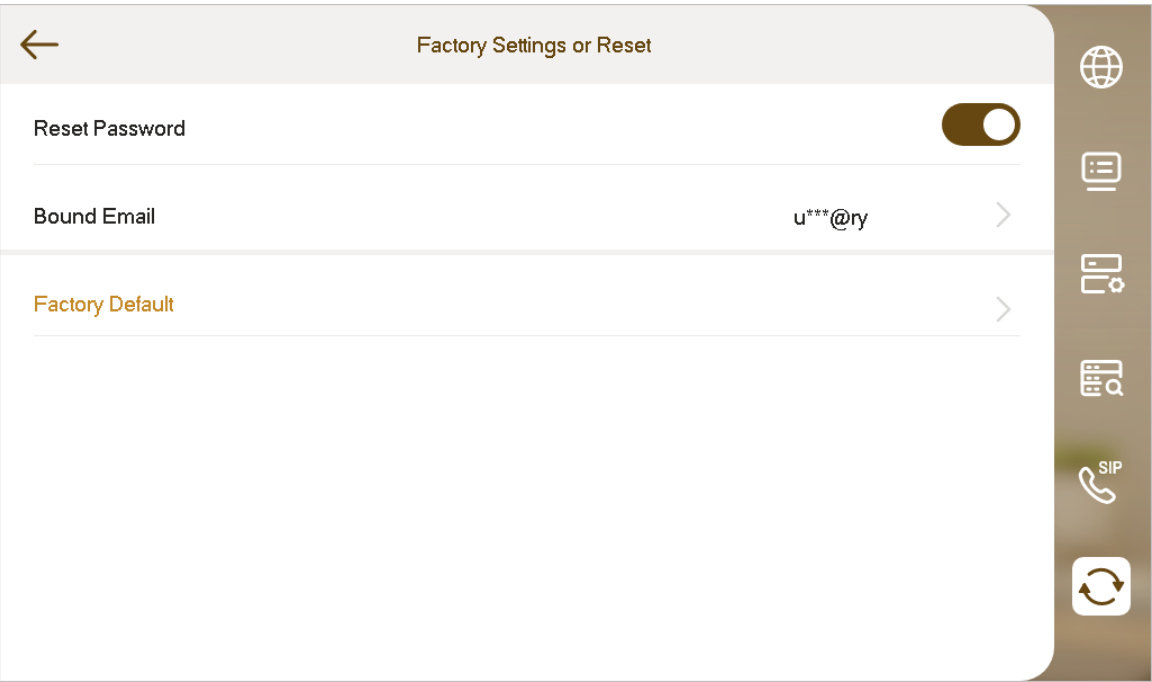 Factory Settings or Reset
Reset Password
Bound Email u***@ry
Factory Default
SIP